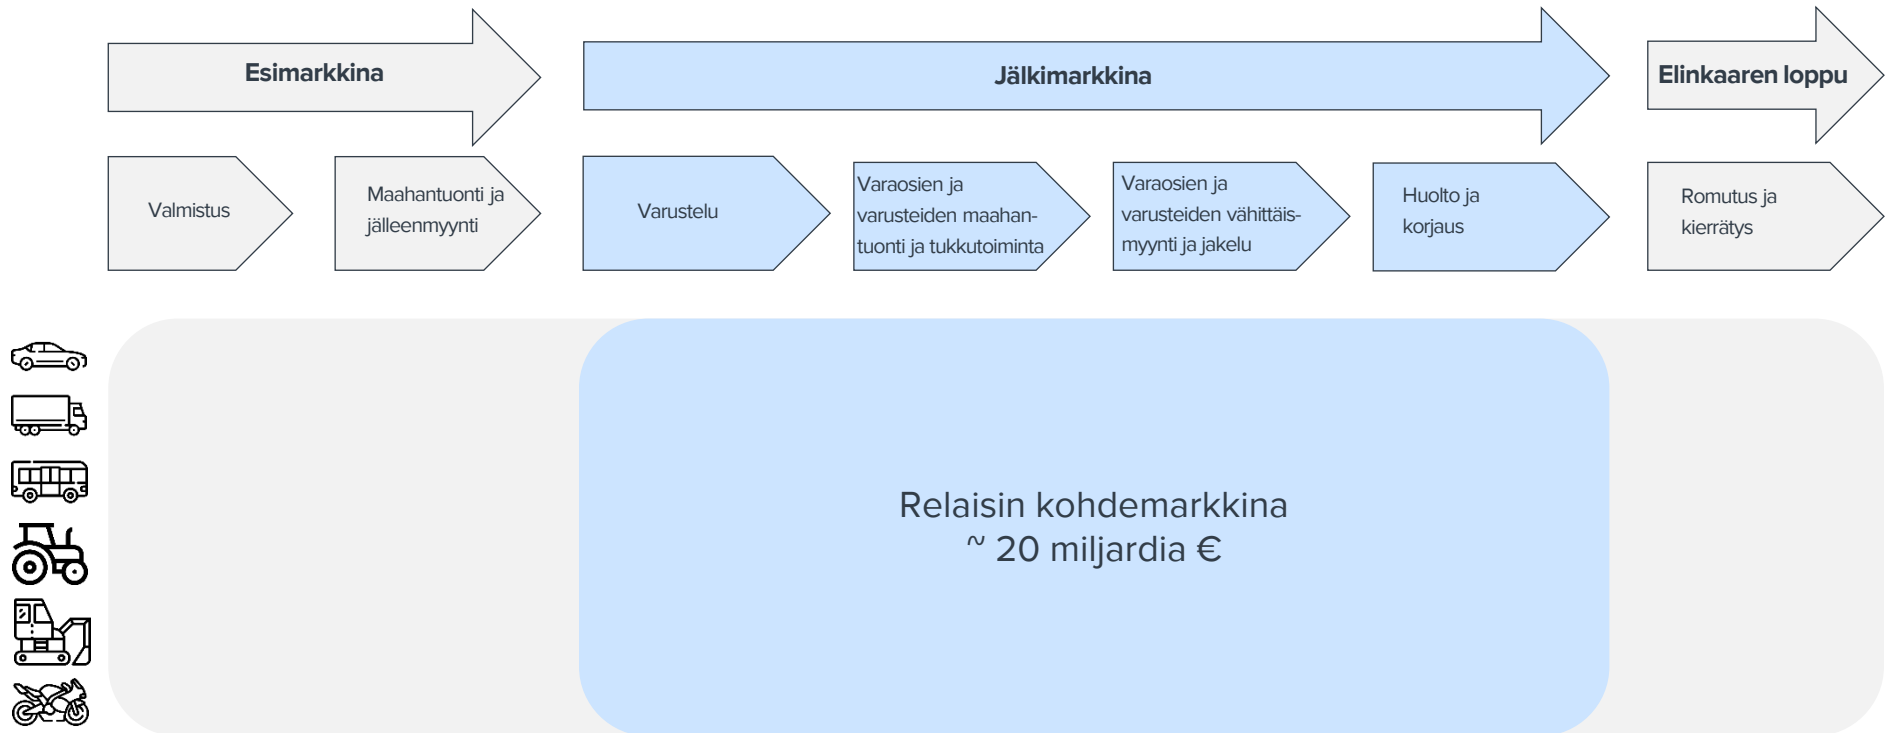 Esimarkkina
Jälkimarkkina
Elinkaaren loppu
Valmistus
Maahantuonti ja
jälleenmyynti
Varustelu
Varaosien ja
varusteiden maahan-
tuonti ja tukkutoiminta
Varaosien ja
varusteiden vähittäis-
myynti ja jakelu
Huolto ja
korjaus
Romutus ja
kierrätys
Relaisin kohdemarkkina
~ 20 miljardia €